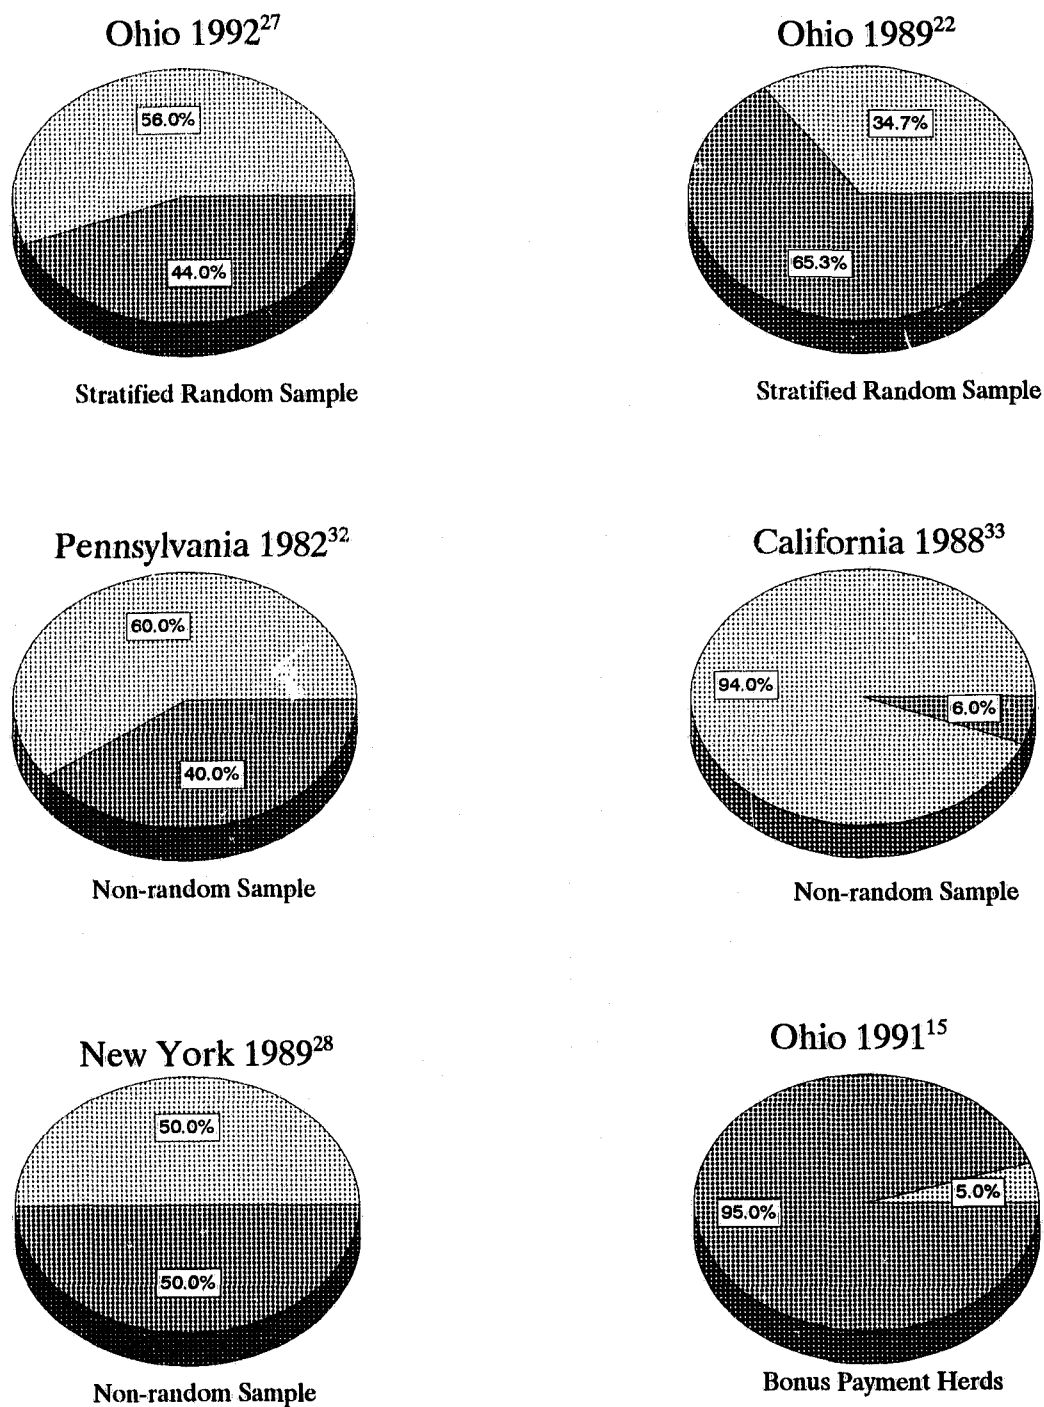 Ohio 1992²⁷
56.0%
44.0%
Stratified Random Sample
Ohio 1989²²
34.7%
65.3%
Stratified Random Sample
Pennsylvania 1982³²
60.0%
40.0%
Non-random Sample
California 1988³³
94.0%
6.0%
Non-random Sample
New York 1989²⁸
50.0%
50.0%
Non-random Sample
Ohio 1991¹⁵
5.0%
95.0%
Bonus Payment Herds